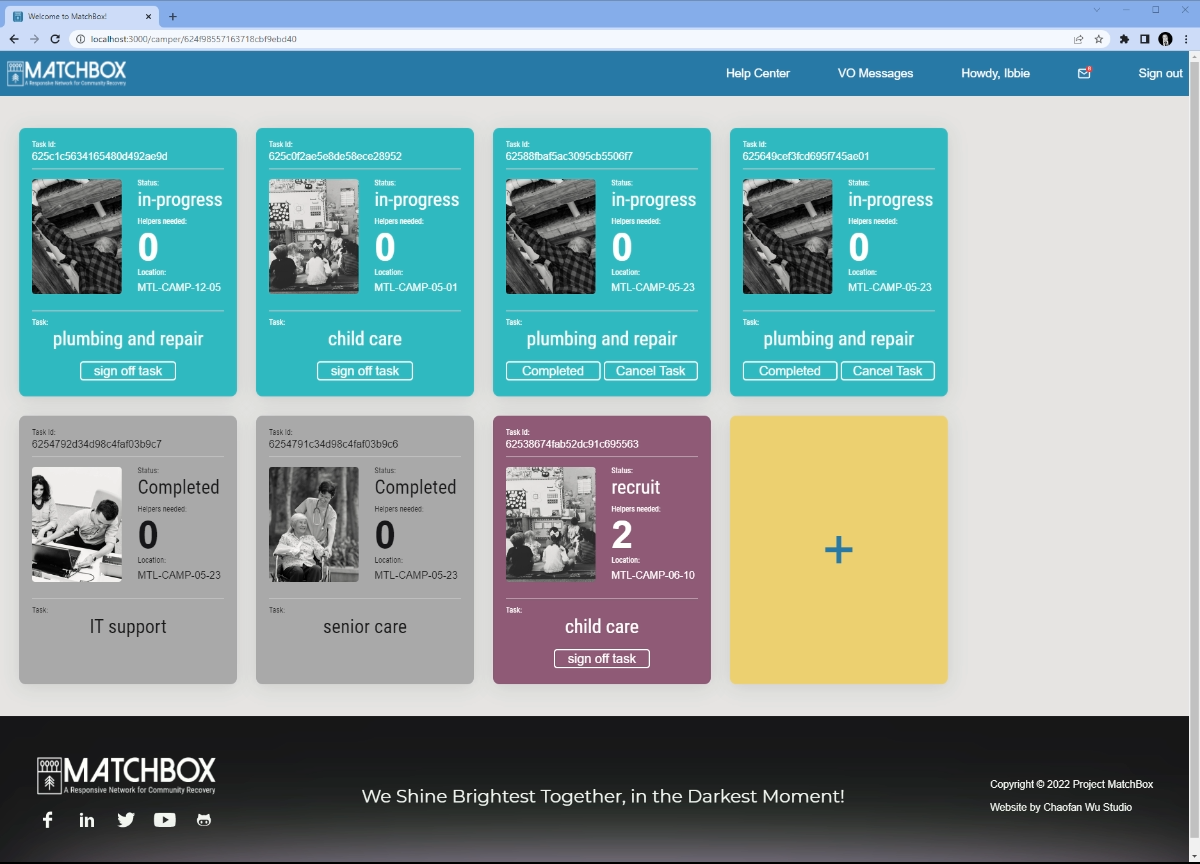 Welcome to MatchBox!
localhost:3000/camper/624f98557163718cbf9ebd40
MATCHBOX
A Responsive Network for Community Recovery
Help Center
VO Messages
Howdy, Ibbie
Sign out
Task Id:
625c1c5634165480d492ae9d
Status:
in-progress
Helpers needed:
0
Location:
MTL-CAMP-12-05
Task:
plumbing and repair
sign off task
Task Id:
625c0f2ae5e8de58ece28952
Status:
in-progress
Helpers needed:
0
Location:
MTL-CAMP-05-01
Task:
child care
sign off task
Task Id:
62588fbaf5ac3095cb5506f7
Status:
in-progress
Helpers needed:
0
Location:
MTL-CAMP-05-23
Task:
plumbing and repair
Completed
Cancel Task
Task Id:
625649cef3fcd695f745ae01
Status:
in-progress
Helpers needed:
0
Location:
MTL-CAMP-05-23
Task:
plumbing and repair
Completed
Cancel Task
Task Id:
6254792d34d98c4faf03b9c7
Status:
Completed
Helpers needed:
0
Location:
MTL-CAMP-05-23
Task:
IT support
Task Id:
6254791c34d98c4faf03b9c6
Status:
Completed
Helpers needed:
0
Location:
MTL-CAMP-05-23
Task:
senior care
Task Id:
62538674fab52dc91c695563
Status:
recruit
Helpers needed:
2
Location:
MTL-CAMP-06-10
Task:
child care
sign off task
+
MATCHBOX
A Responsive Network for Community Recovery
We Shine Brightest Together, in the Darkest Moment!
Copyright © 2022 Project MatchBox
Website by Chaofan Wu Studio